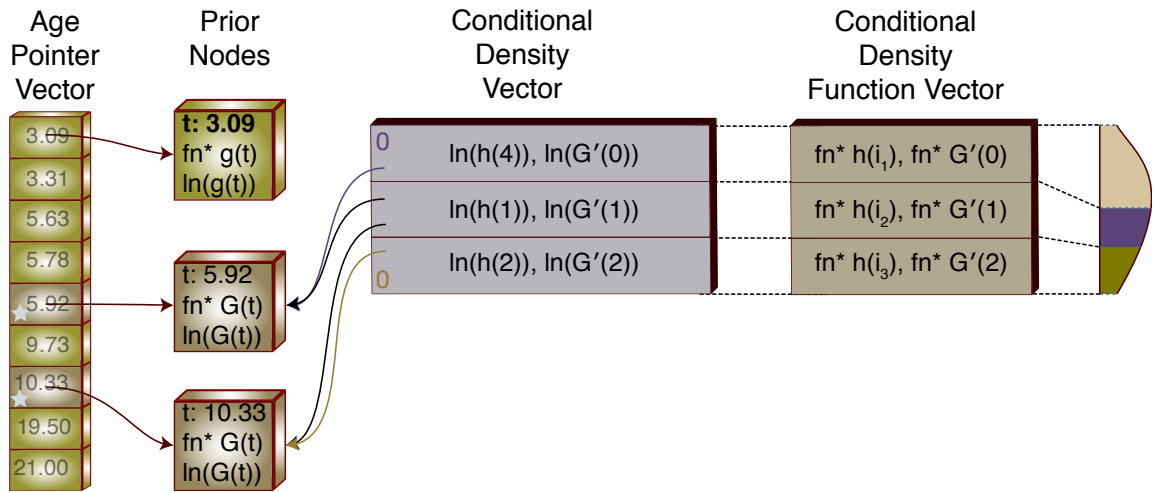 Age
Pointer
Vector
Prior
Nodes
Conditional
Density
Vector
Conditional
Density
Function Vector
3.09
3.31
5.63
5.78
5.92
9.73
10.33
19.50
21.00
t: 3.09
fn* g(t)
ln(g(t))
t: 5.92
fn* G(t)
ln(G(t))
t: 10.33
fn* G(t)
ln(G(t))
0
ln(h(4)), ln(G′(0))
ln(h(1)), ln(G′(1))
ln(h(2)), ln(G′(2))
0
fn* h(i₁), fn* G′(0)
fn* h(i₂), fn* G′(1)
fn* h(i₃), fn* G′(2)